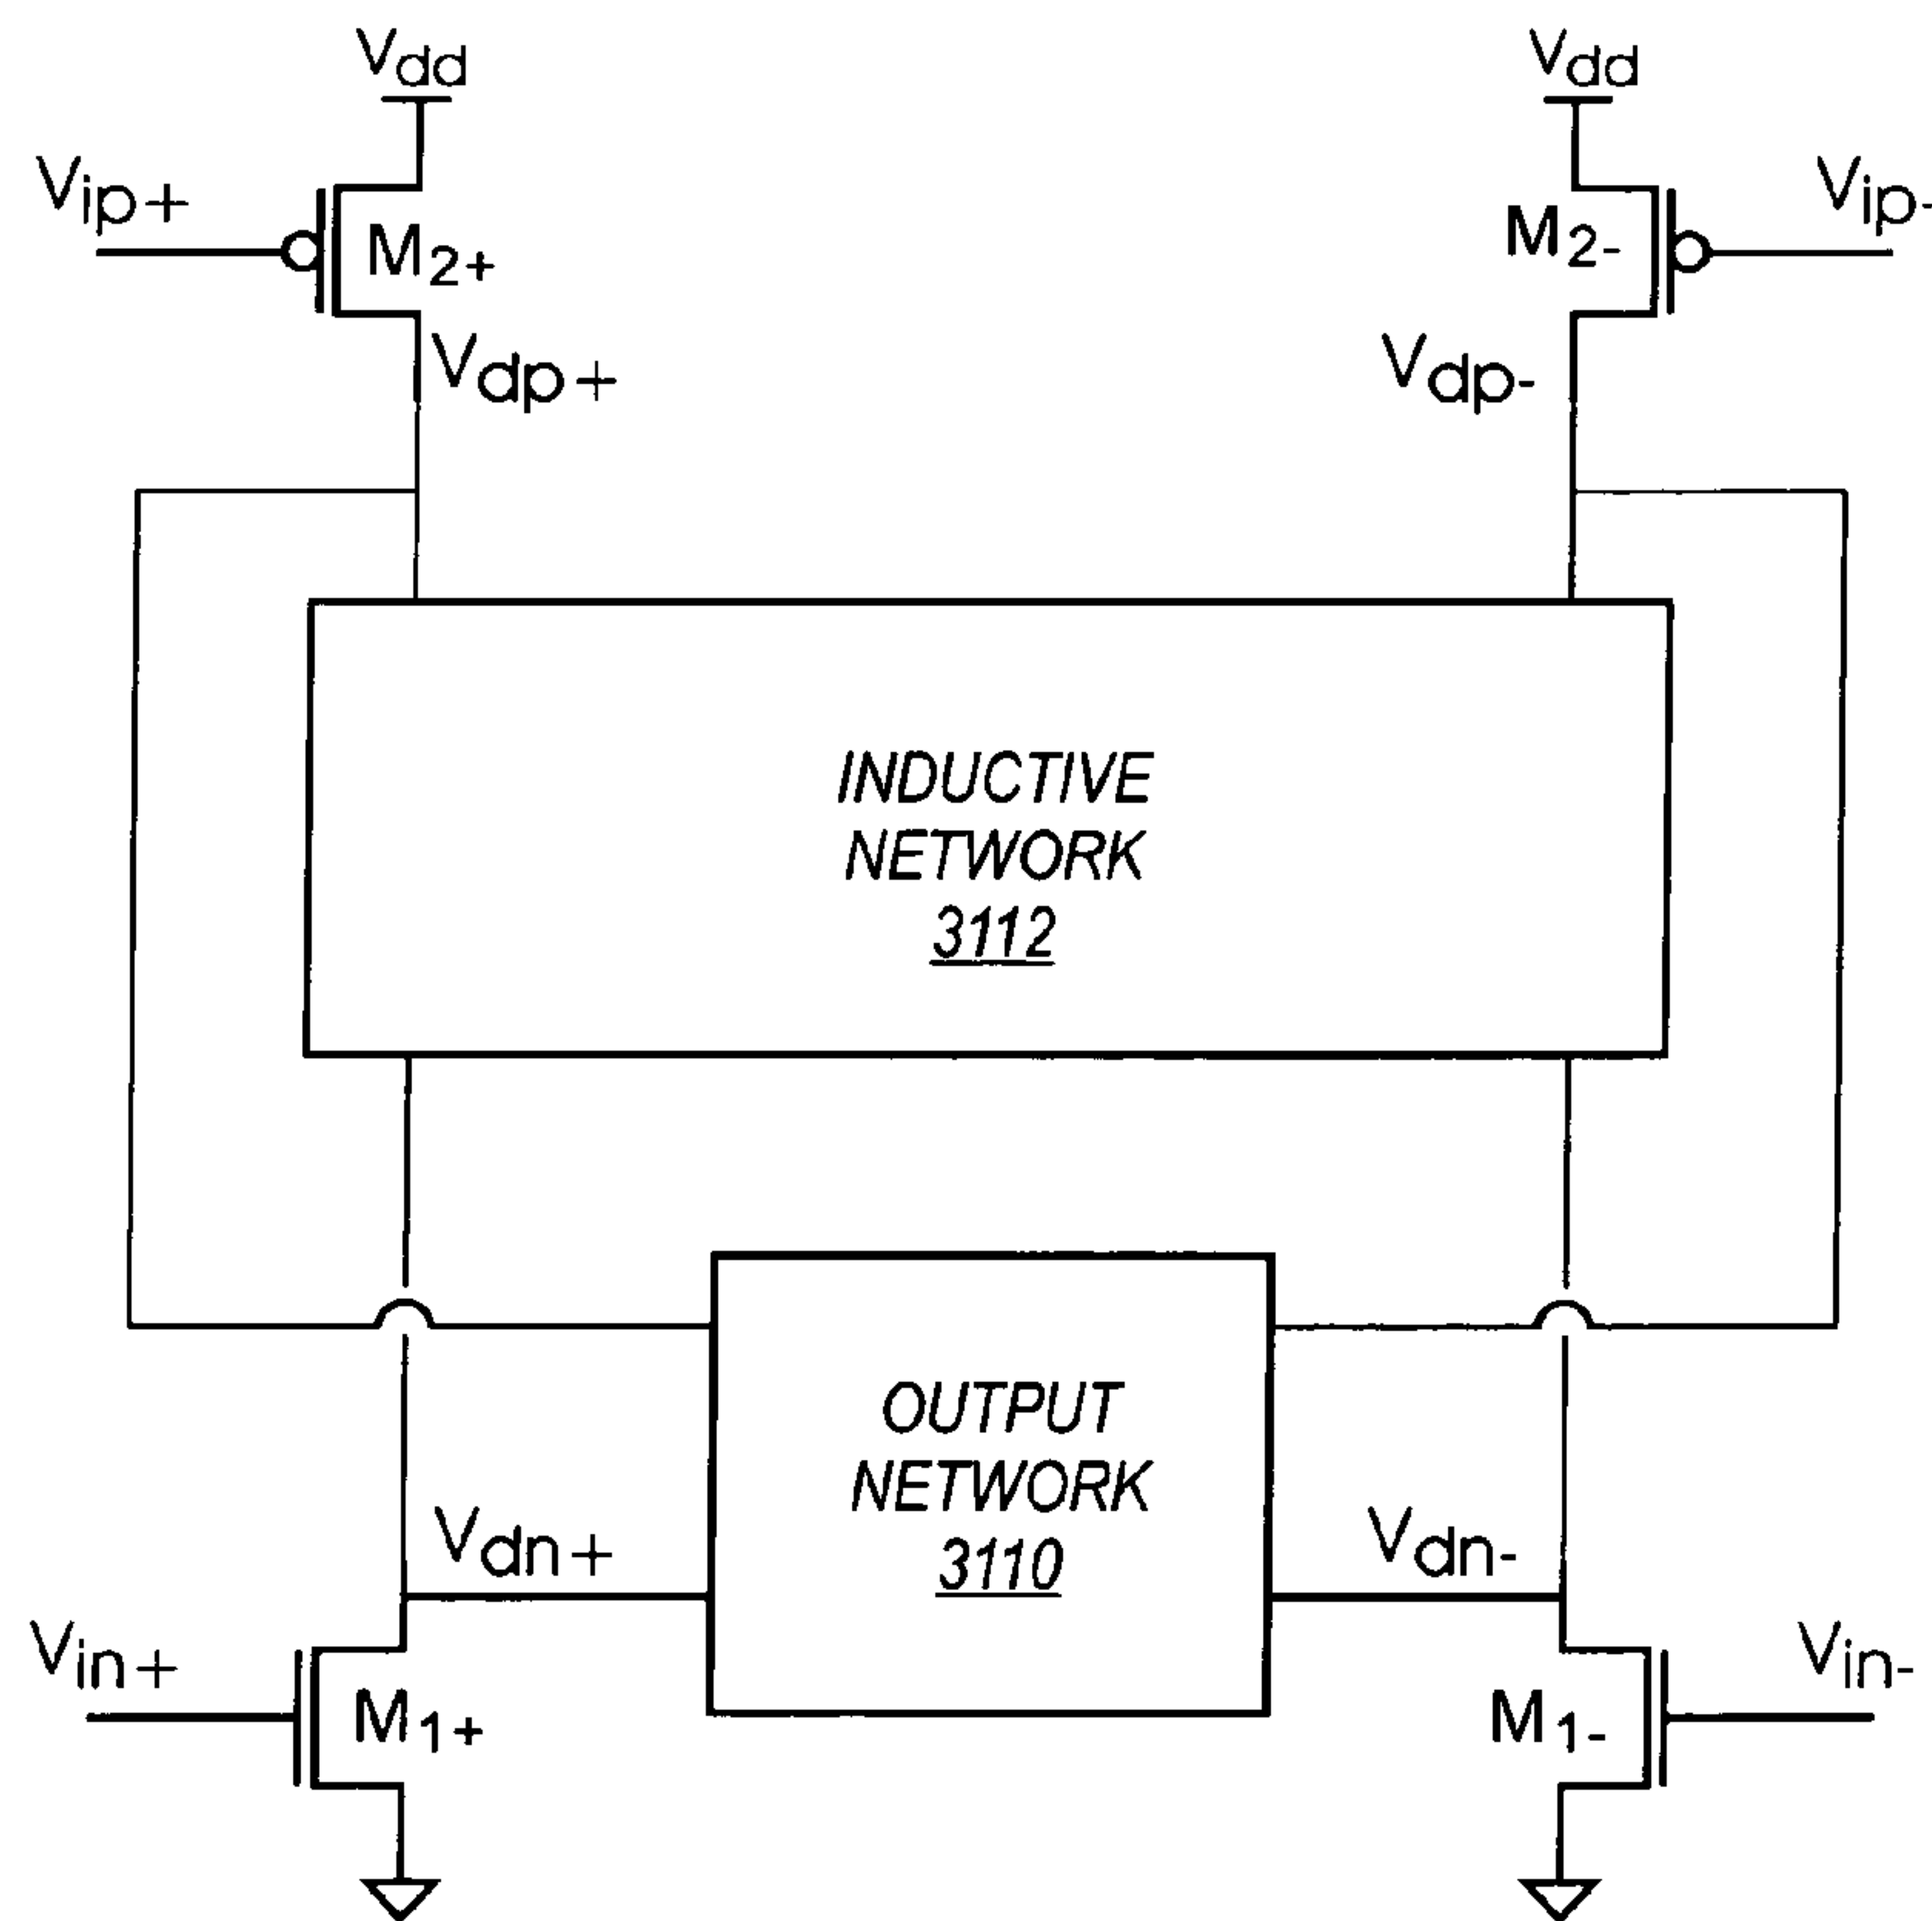 Vdd
Vdd
Vip+
Vip-
M2+
M2-
Vdp+
Vdp-
INDUCTIVE
NETWORK
3112
OUTPUT
NETWORK
3110
Vdn+
Vdn-
Vin+
Vin-
M1+
M1-